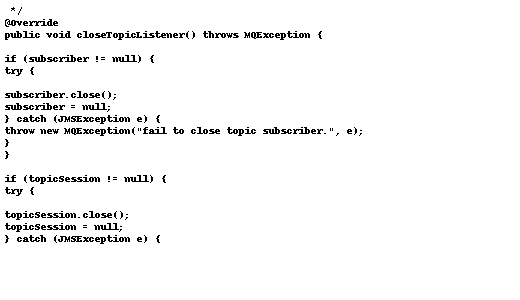 */
@Override
public void closeTopicListener() throws MQException {
if (subscriber != null) {
try {
subscriber.close();
subscriber = null;
} catch (JMSException e) {
throw new MQException("fail to close topic subscriber.", e);
}
}
if (topicSession != null) {
try {
topicSession.close();
topicSession = null;
} catch (JMSException e) {